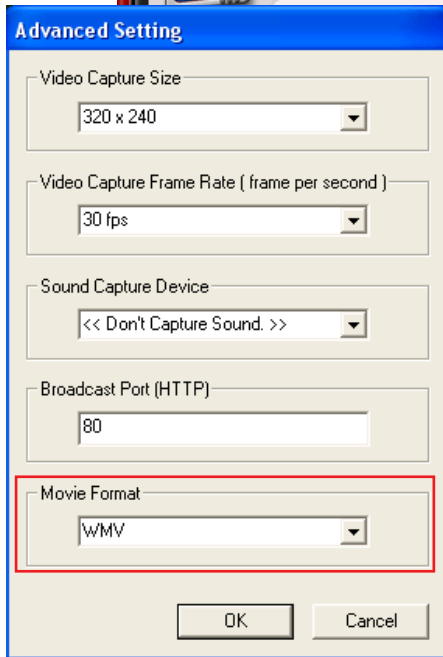 Advanced Setting
Video Capture Size
320 x 240
Video Capture Frame Rate ( frame per second )
30 fps
Sound Capture Device
<< Don't Capture Sound. >>
Broadcast Port (HTTP)
80
Movie Format
WMV
OK
Cancel